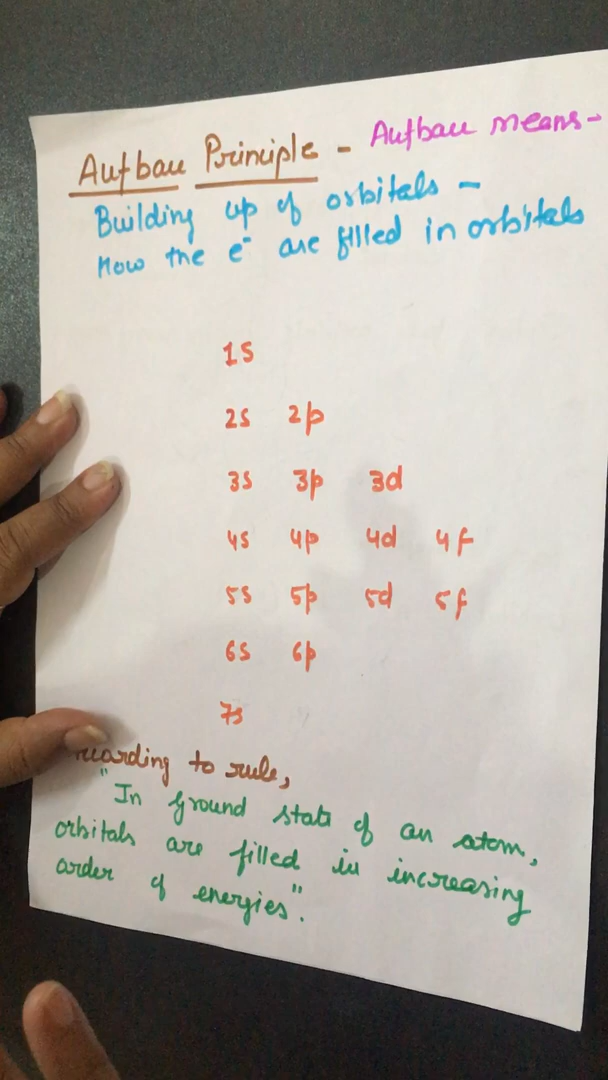 Aufbau Principle - Aufbau means -
Building up of orbitals -
How the e⁻ are filled in orbitals
1s
2s 2p
3s 3p 3d
4s 4p 4d 4f
5s 5p 5d 5f
6s 6p
7s
to rule,
"In ground state of an atom,
orbitals are filled in increasing
order of energies".